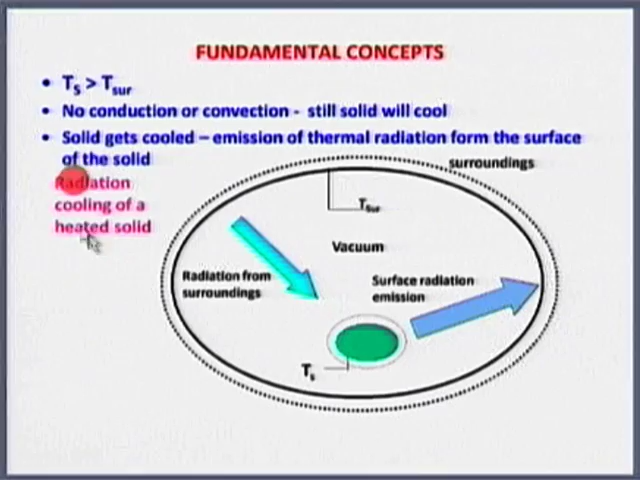 FUNDAMENTAL CONCEPTS
• Ts > Tsur
• No conduction or convection - still solid will cool
• Solid gets cooled – emission of thermal radiation form the surface
of the solid
surroundings
Radiation
cooling of a
heated solid
TSur
Vacuum
Radiation from
surroundings
Surface radiation
emission
Ts